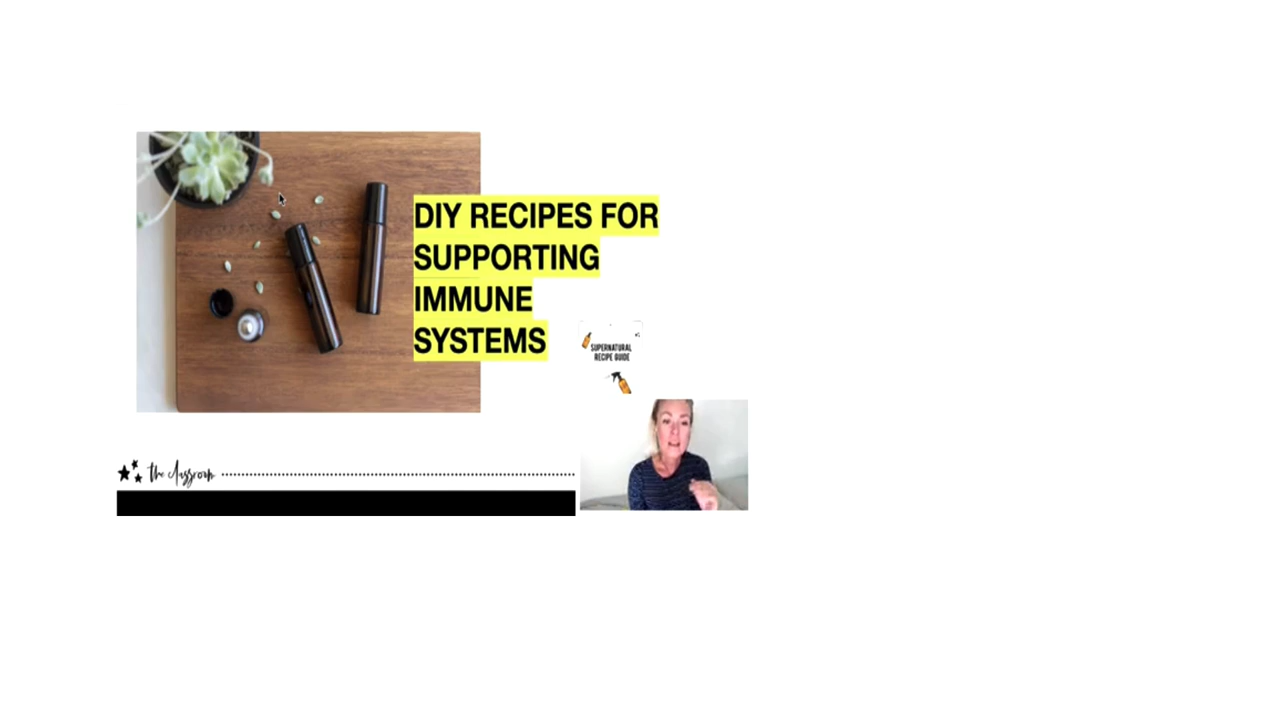 DIY RECIPES FOR
SUPPORTING
IMMUNE
SYSTEMS
SUPERNATURAL
RECIPE GUIDE
the classroom